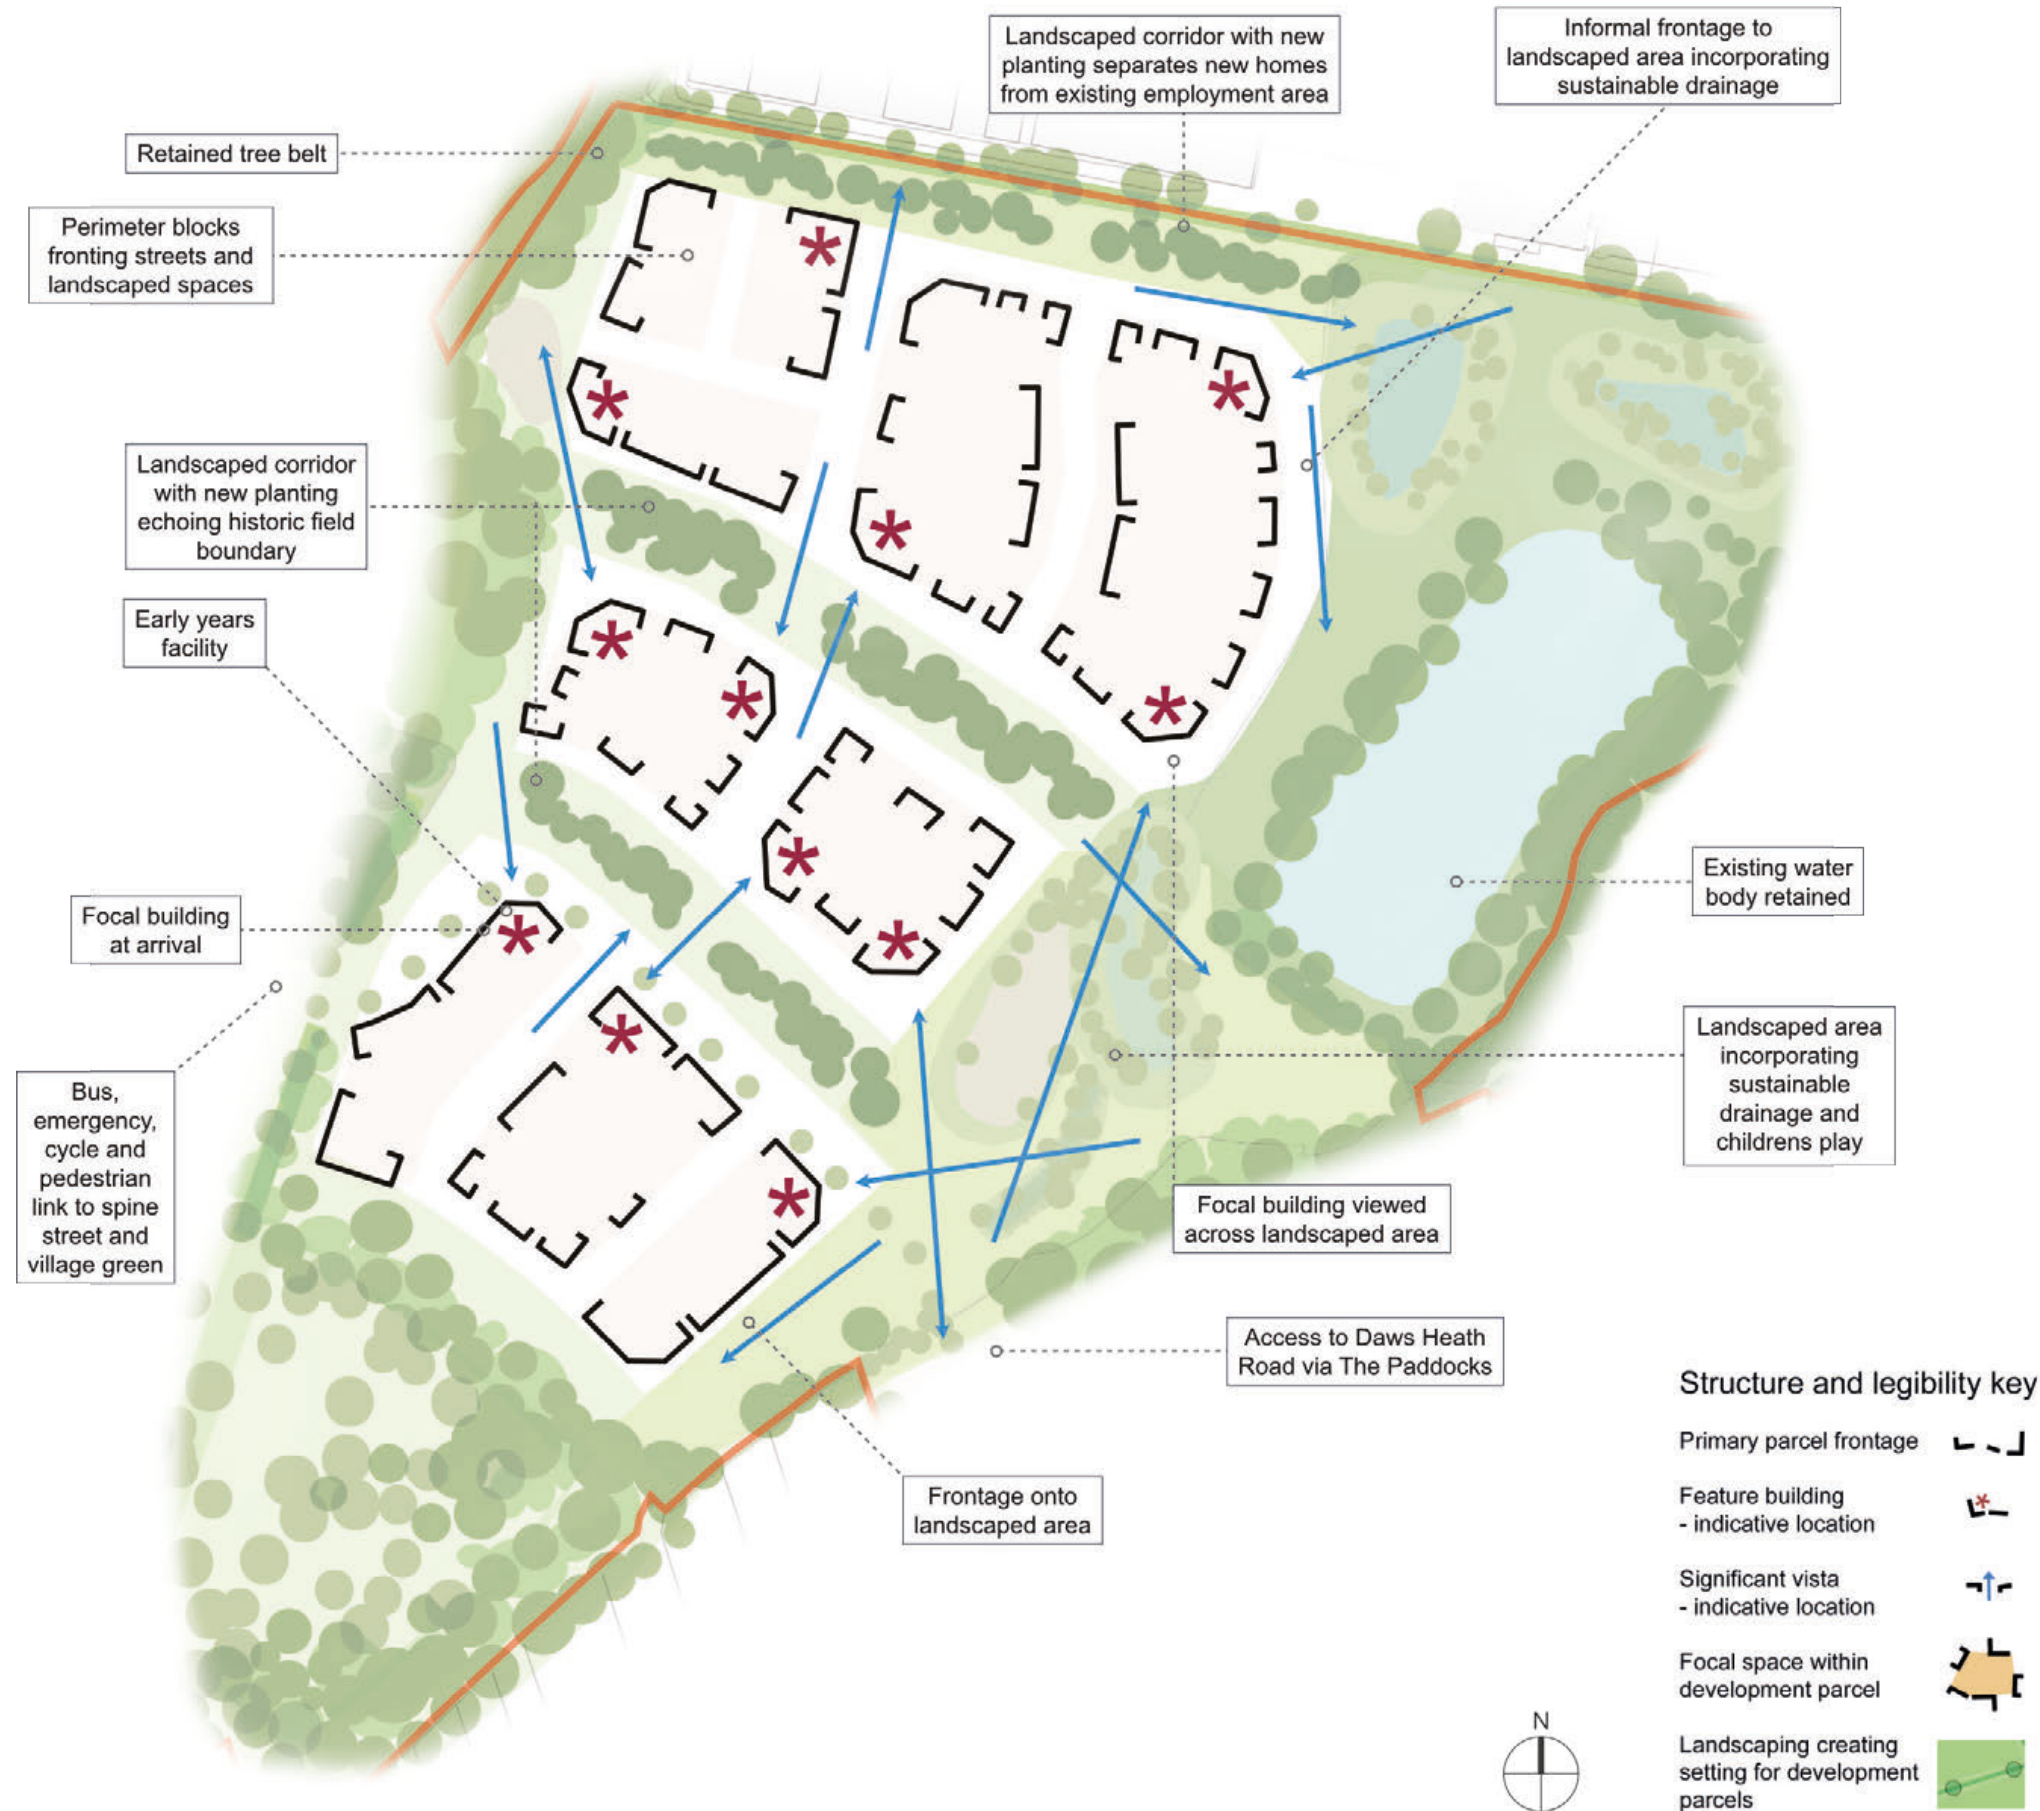 Landscaped corridor with new
planting separates new homes
from existing employment area
Informal frontage to
landscaped area incorporating
sustainable drainage
Retained tree belt
Perimeter blocks
fronting streets and
landscaped spaces
Landscaped corridor
with new planting
echoing historic field
boundary
Early years
facility
Focal building
at arrival
Bus,
emergency,
cycle and
pedestrian
link to spine
street and
village green
Existing water
body retained
Landscaped area
incorporating
sustainable
drainage and
childrens play
Focal building viewed
across landscaped area
Access to Daws Heath
Road via The Paddocks
Frontage onto
landscaped area
Structure and legibility key
Primary parcel frontage
Feature building
- indicative location
Significant vista
- indicative location
Focal space within
development parcel
Landscaping creating
setting for development
parcels
N